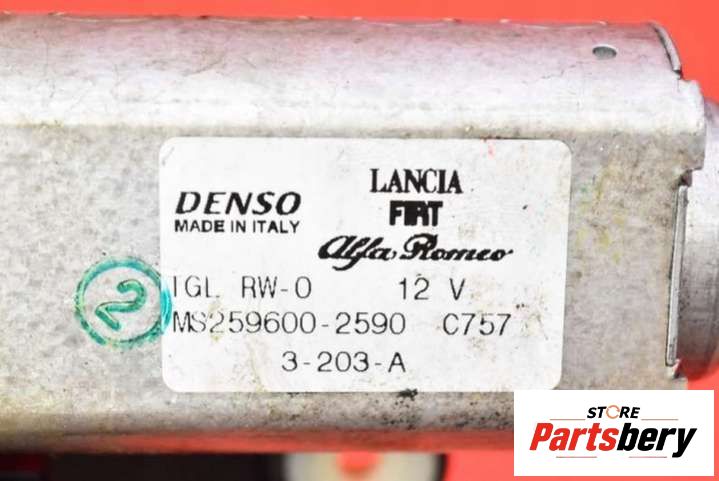 DENSO
MADE IN ITALY
LANCIA
FIAT
Alfa Romeo
TGL RW-0 12 V
MS259600-2590 C757
3-203-A
2
STORE
Partsbery